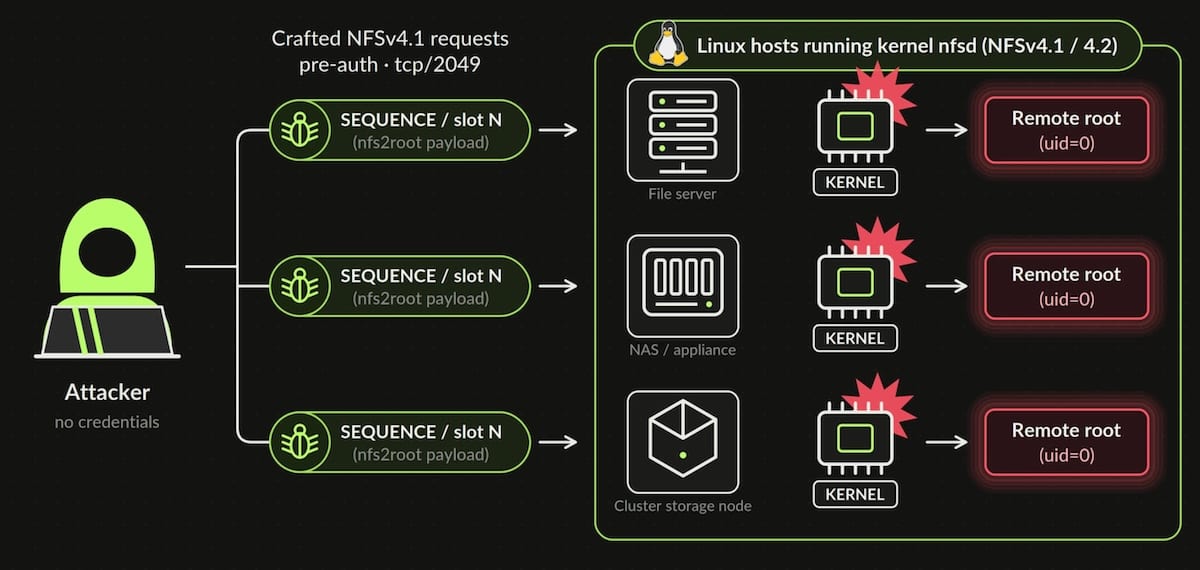 Crafted NFSv4.1 requests
pre-auth · tcp/2049
Linux hosts running kernel nfsd (NFSv4.1 / 4.2)
SEQUENCE / slot N
(nfs2root payload)
File server
KERNEL
Remote root
(uid=0)
SEQUENCE / slot N
(nfs2root payload)
NAS / appliance
KERNEL
Remote root
(uid=0)
Attacker
no credentials
SEQUENCE / slot N
(nfs2root payload)
Cluster storage node
KERNEL
Remote root
(uid=0)